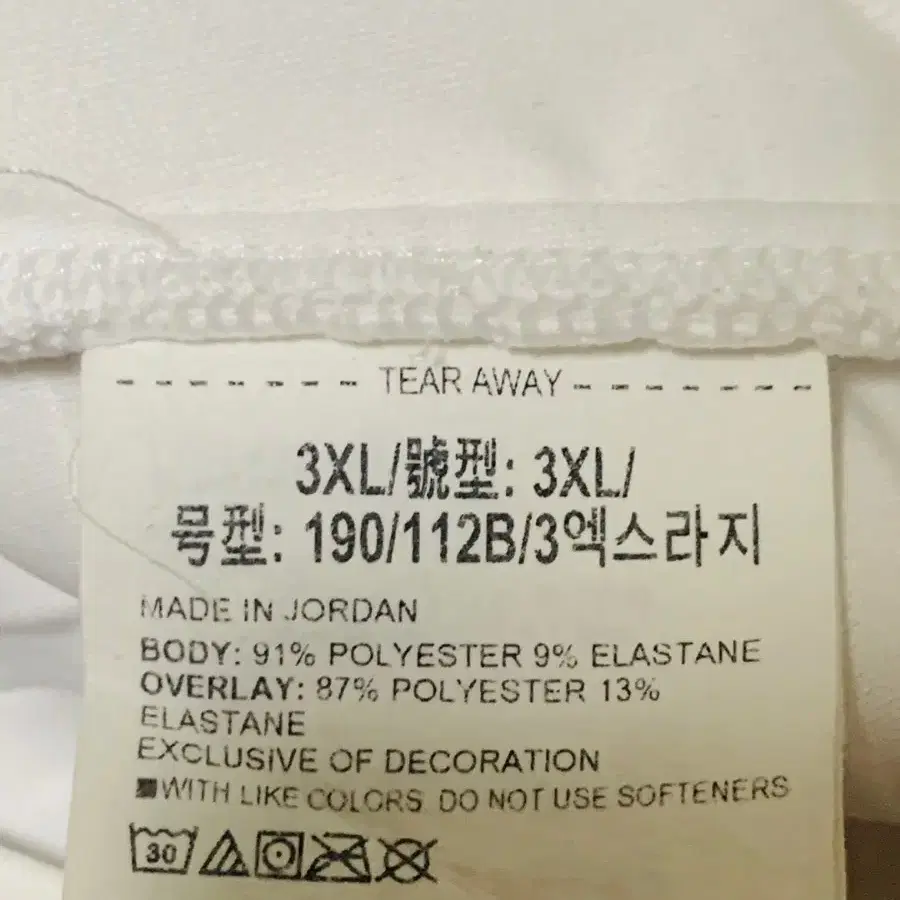 TEAR AWAY
3XL/號型: 3XL/
号型: 190/112B/3엑스라지
MADE IN JORDAN
BODY: 91% POLYESTER 9% ELASTANE
OVERLAY: 87% POLYESTER 13%
ELASTANE
EXCLUSIVE OF DECORATION
WITH LIKE COLORS DO NOT USE SOFTENERS
30